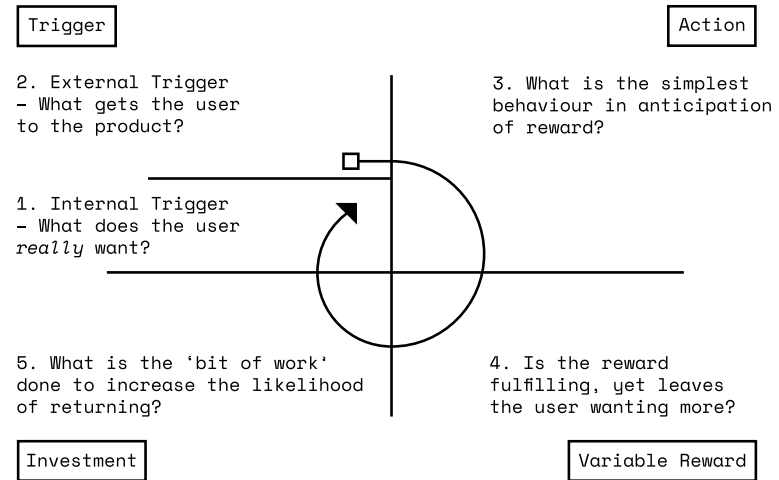 Trigger
Action
2. External Trigger
– What gets the user
to the product?
3. What is the simplest
behaviour in anticipation
of reward?
1. Internal Trigger
– What does the user
really want?
5. What is the ‘bit of work’
done to increase the likelihood
of returning?
4. Is the reward
fulfilling, yet leaves
the user wanting more?
Investment
Variable Reward